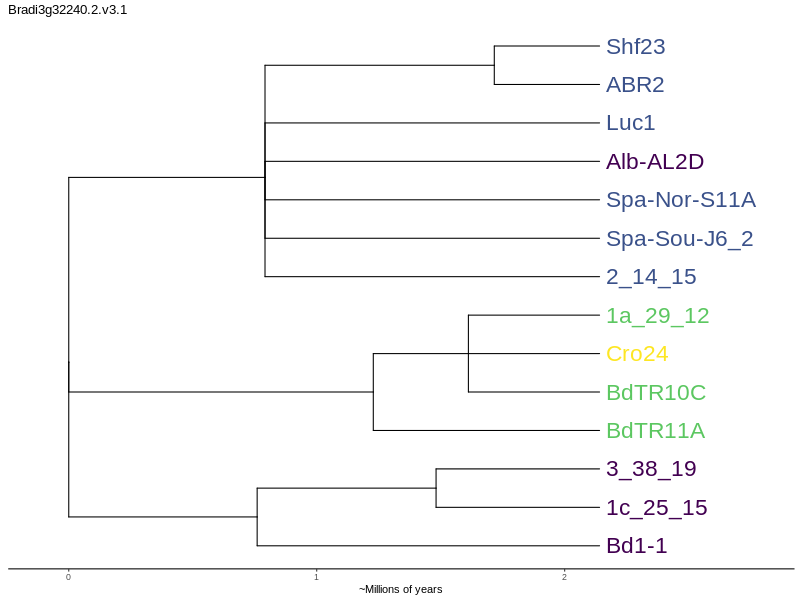 Bradi3g32240.2.v3.1
Shf23
ABR2
Luc1
Alb-AL2D
Spa-Nor-S11A
Spa-Sou-J6_2
2_14_15
1a_29_12
Cro24
BdTR10C
BdTR11A
3_38_19
1c_25_15
Bd1-1
0 1 2
~Millions of years